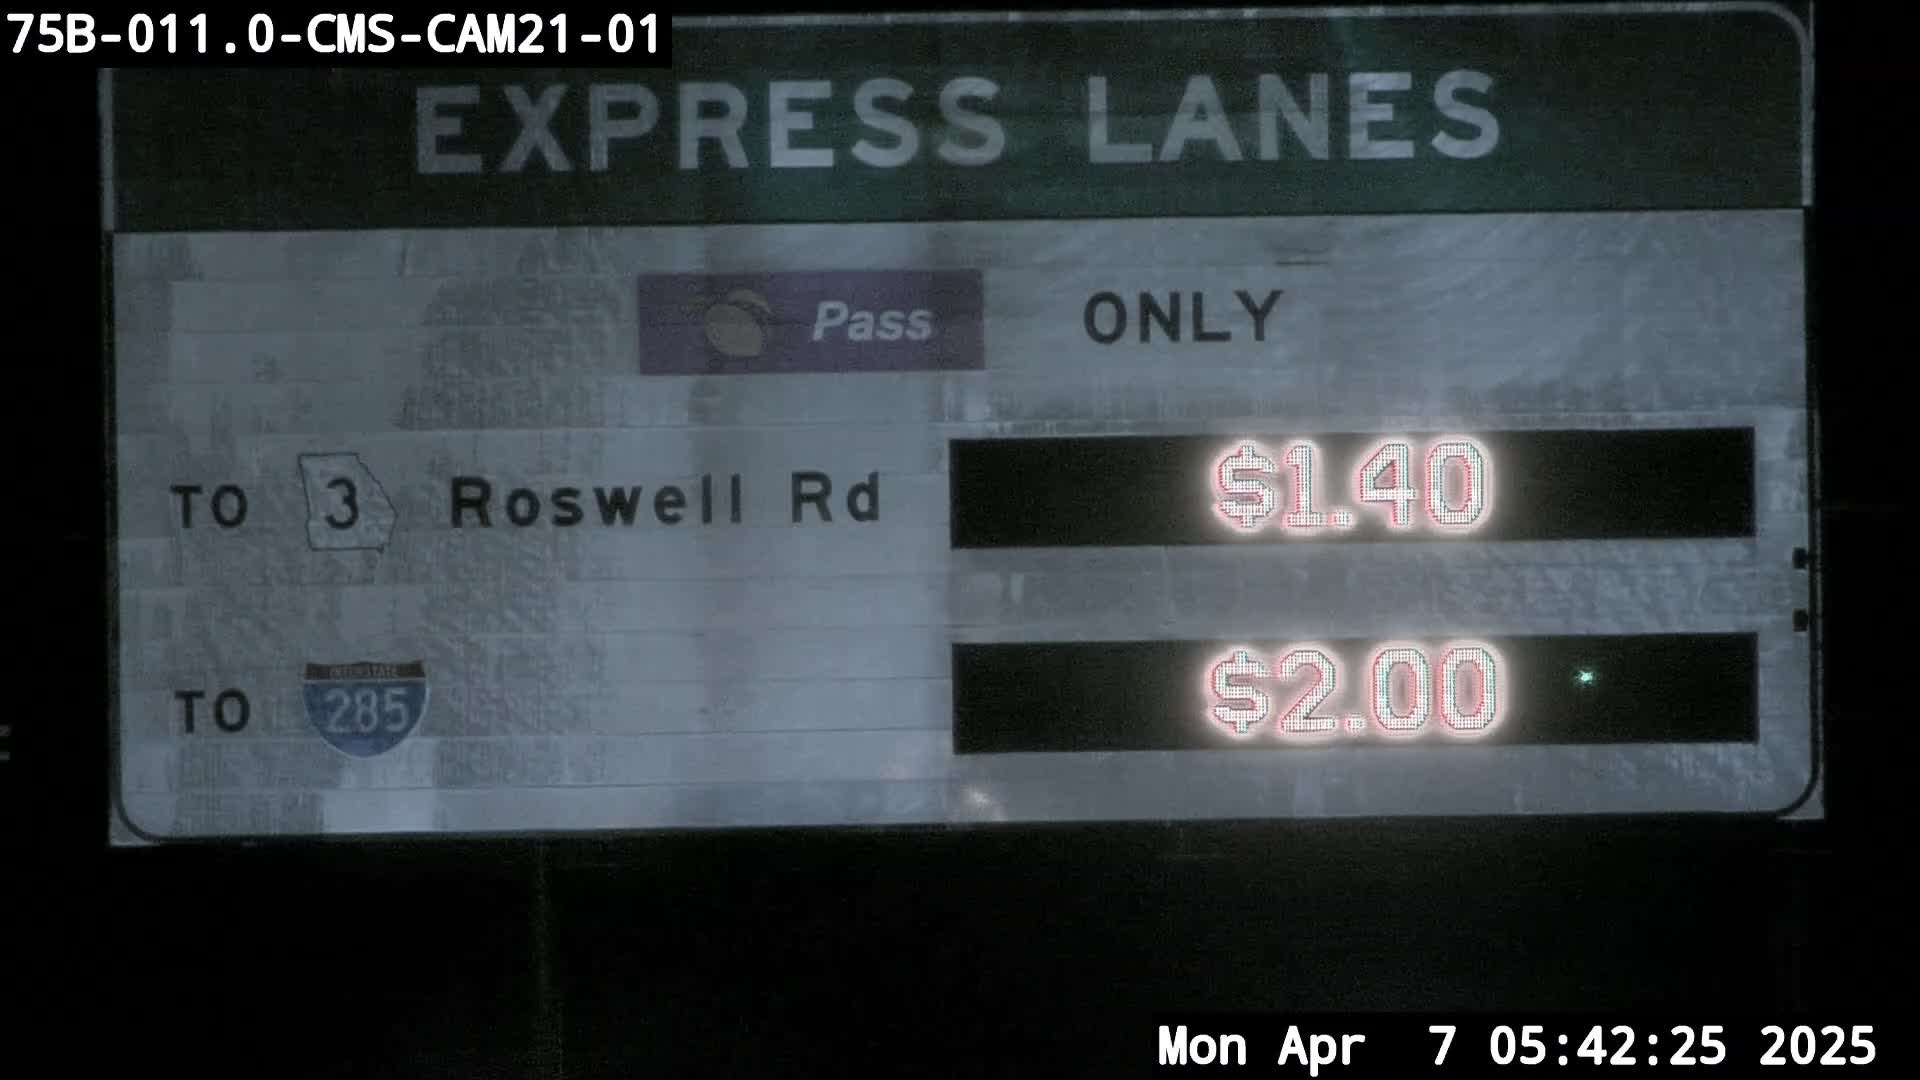 75B-011.0-CMS-CAM21-01
EXPRESS LANES
Pass ONLY
TO 3 Roswell Rd $1.40
INTERSTATE
TO 285 $2.00
Mon Apr 7 05:42:25 2025